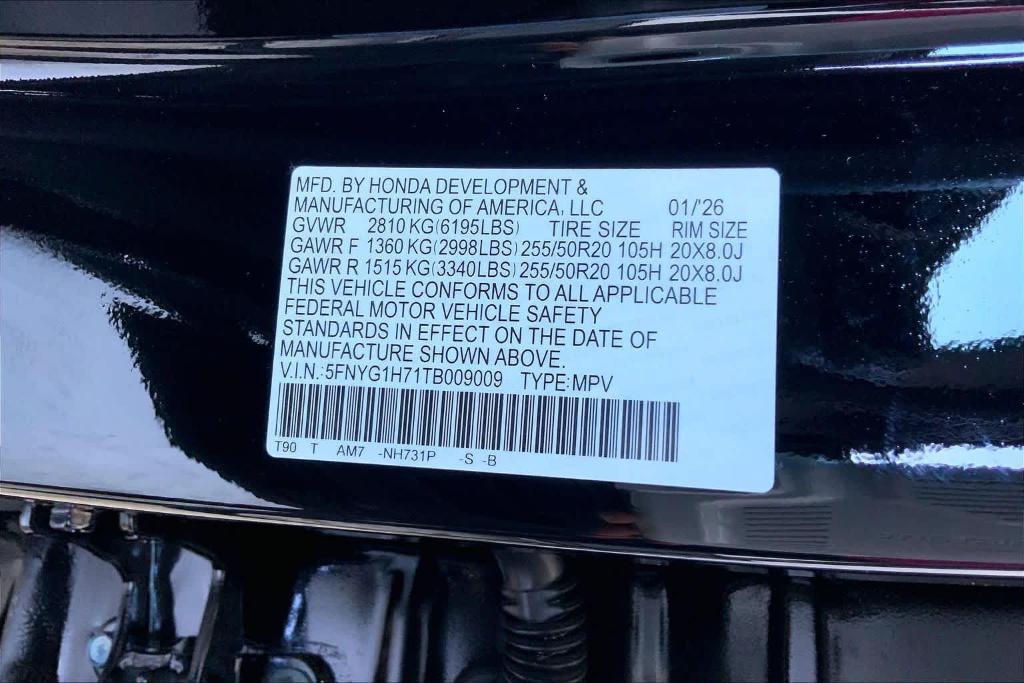 MFD. BY HONDA DEVELOPMENT &
MANUFACTURING OF AMERICA, LLC 01/'26
GVWR 2810 KG(6195LBS) TIRE SIZE RIM SIZE
GAWR F 1360 KG(2998LBS) 255/50R20 105H 20X8.0J
GAWR R 1515 KG(3340LBS) 255/50R20 105H 20X8.0J
THIS VEHICLE CONFORMS TO ALL APPLICABLE
FEDERAL MOTOR VEHICLE SAFETY
STANDARDS IN EFFECT ON THE DATE OF
MANUFACTURE SHOWN ABOVE.
V.I.N.:5FNYG1H71TB009009 TYPE:MPV
T90 T AM7 -NH731P -S -B